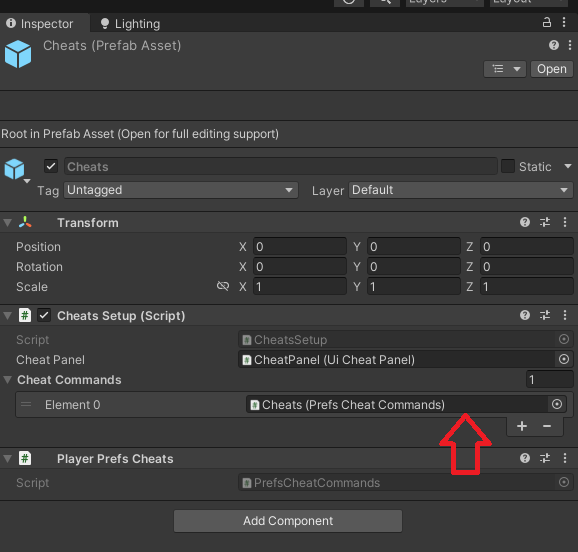 Layers
Layout
Inspector
Lighting
Cheats (Prefab Asset)
Open
Root in Prefab Asset (Open for full editing support)
Cheats
Static
Tag Untagged
Layer Default
Transform
Position X 0 Y 0 Z 0
Rotation X 0 Y 0 Z 0
Scale X 1 Y 1 Z 1
# Cheats Setup (Script)
Script # CheatsSetup
Cheat Panel # CheatPanel (Ui Cheat Panel)
Cheat Commands 1
Element 0 # Cheats (Prefs Cheat Commands)
+ −
# Player Prefs Cheats
Script # PrefsCheatCommands
Add Component